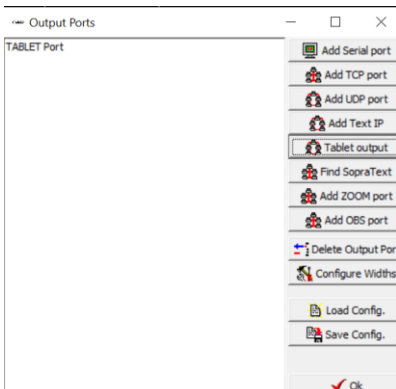 Output Ports
TABLET Port
Add Serial port
Add TCP port
Add UDP port
Add Text IP
Tablet output
Find SopraText
Add ZOOM port
Add OBS port
Delete Output Por
Configure Widths
Load Config.
Save Config.
Ok